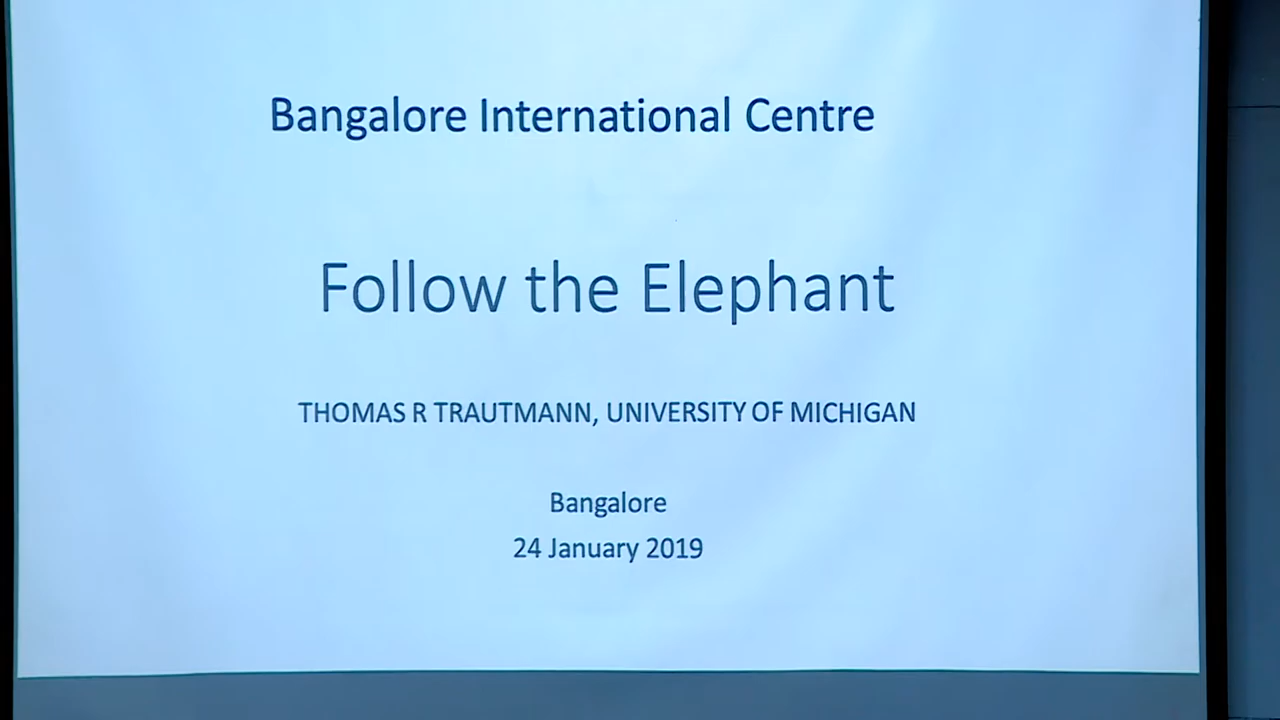 Bangalore International Centre
Follow the Elephant
THOMAS R TRAUTMANN, UNIVERSITY OF MICHIGAN
Bangalore
24 January 2019